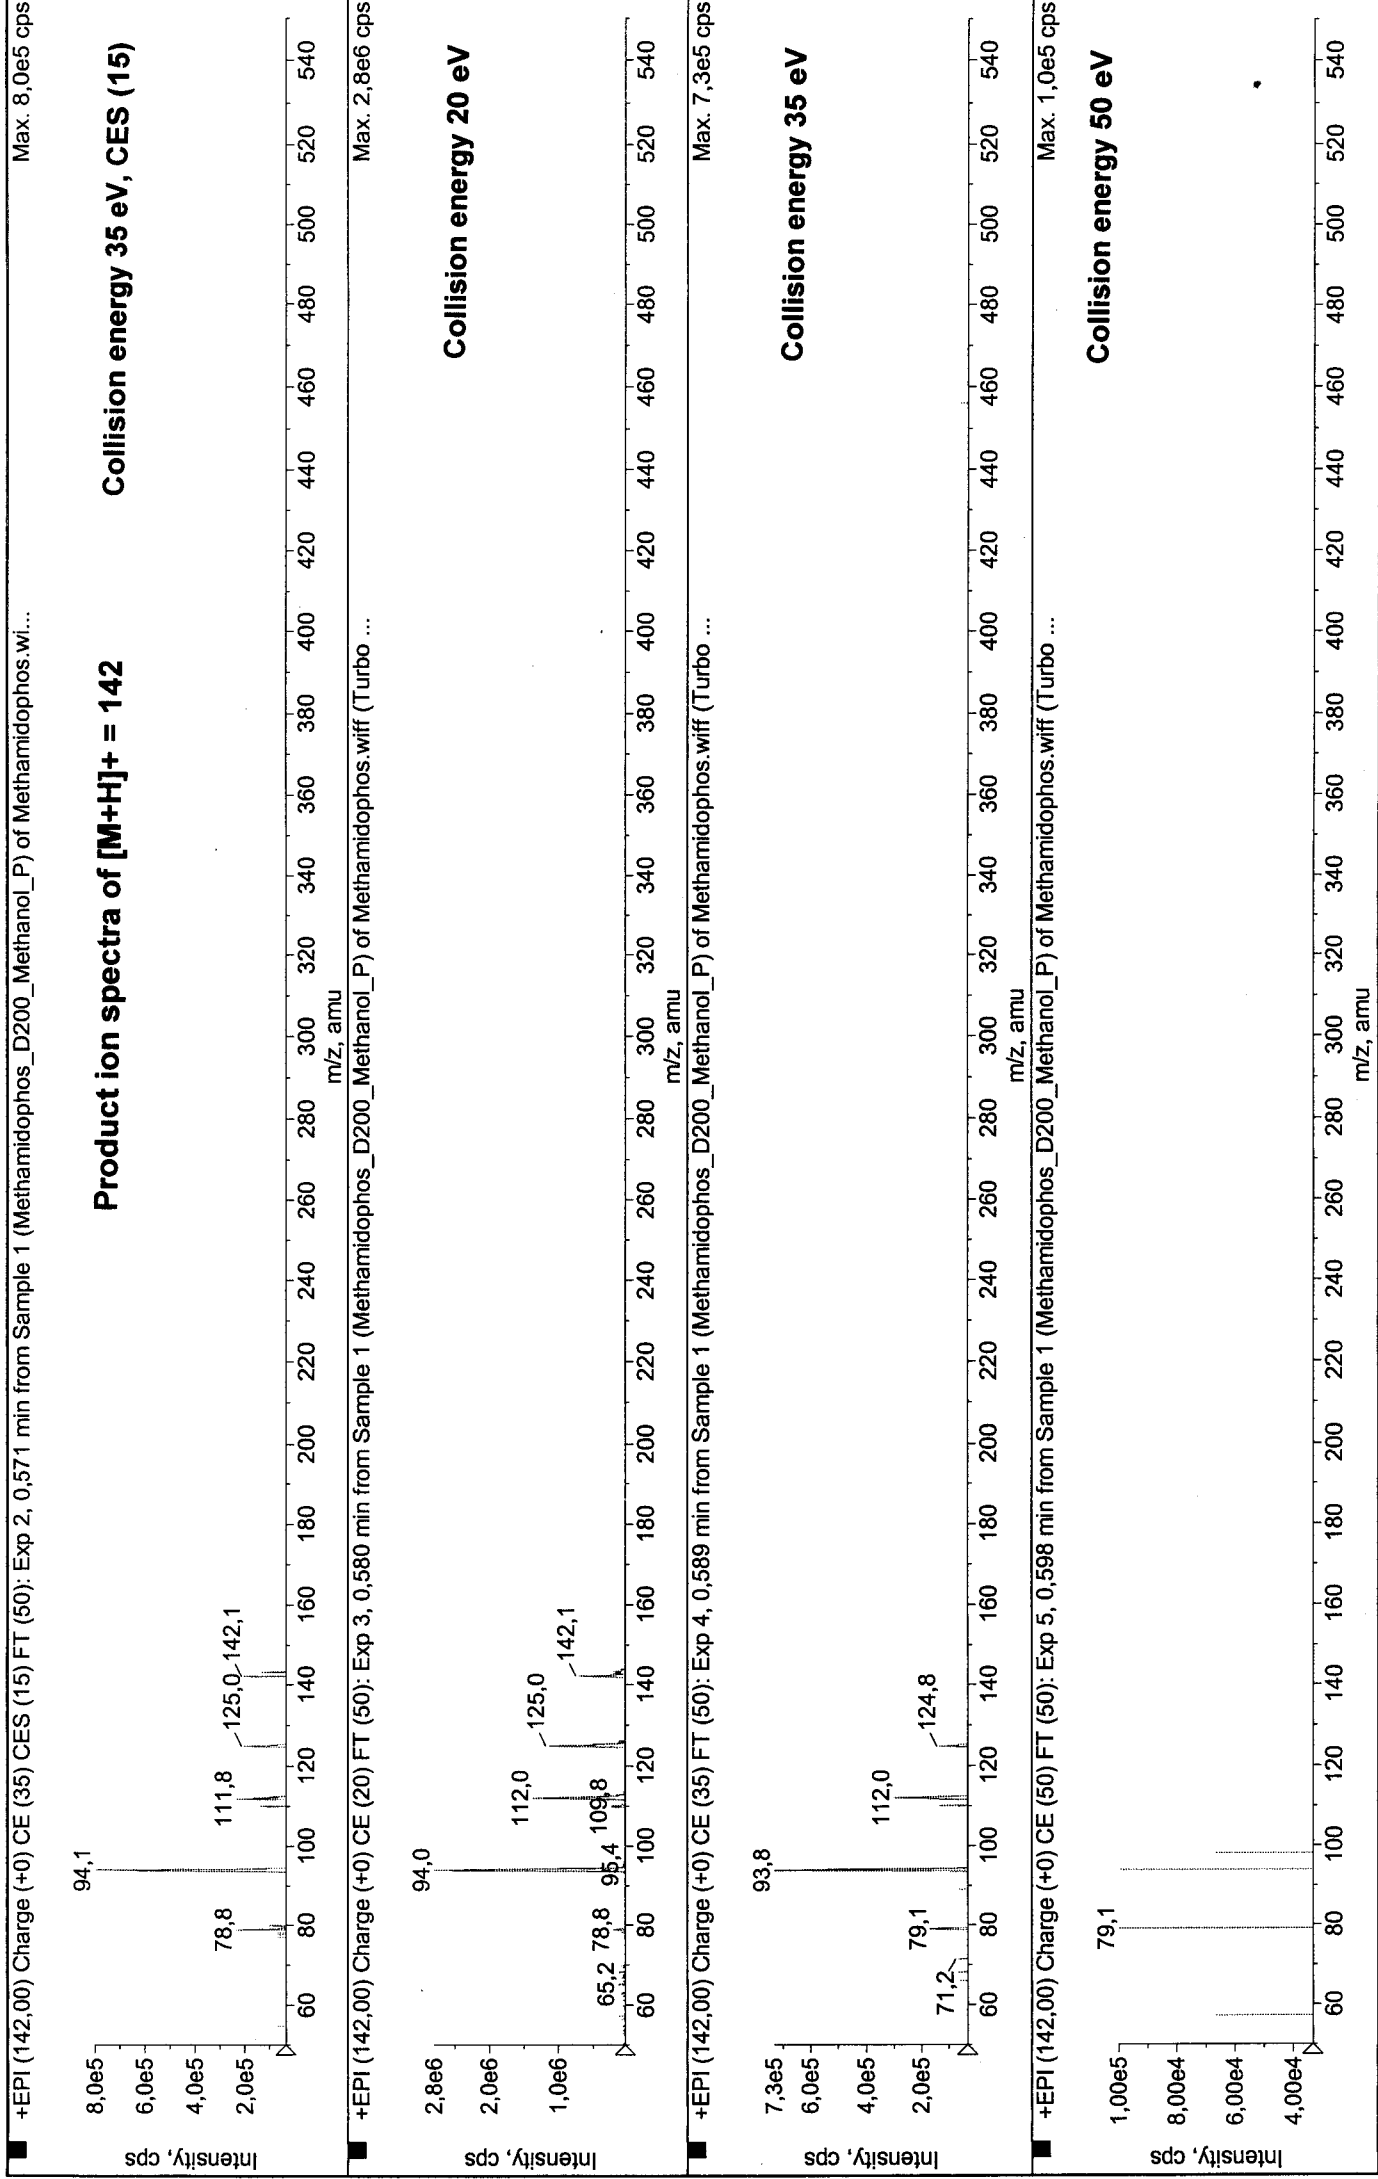 +EPI (142,00) Charge (+0) CE (35) CES (15) FT (50): Exp 2, 0,571 min from Sample 1 (Methamidophos_D200_Methanol_P) of Methamidophos.wi...
Max. 8,0e5 cps
Product ion spectra of [M+H]+ = 142
Collision energy 35 eV, CES (15)
Intensity, cps
8,0e5
6,0e5
4,0e5
2,0e5
78,8
94,1
111,8
125,0
142,1
60 80 100 120 140 160 180 200 220 240 260 280 300 320 340 360 380 400 420 440 460 480 500 520 540
m/z, amu
+EPI (142,00) Charge (+0) CE (20) FT (50): Exp 3, 0,580 min from Sample 1 (Methamidophos_D200_Methanol_P) of Methamidophos.wiff (Turbo ...
Max. 2,8e6 cps
Collision energy 20 eV
Intensity, cps
2,8e6
2,0e6
1,0e6
65,2
78,8
94,0
95,4
109,8
112,0
125,0
142,1
60 80 100 120 140 160 180 200 220 240 260 280 300 320 340 360 380 400 420 440 460 480 500 520 540
m/z, amu
+EPI (142,00) Charge (+0) CE (35) FT (50): Exp 4, 0,589 min from Sample 1 (Methamidophos_D200_Methanol_P) of Methamidophos.wiff (Turbo ...
Max. 7,3e5 cps
Collision energy 35 eV
Intensity, cps
7,3e5
6,0e5
4,0e5
2,0e5
71,2
79,1
93,8
112,0
124,8
60 80 100 120 140 160 180 200 220 240 260 280 300 320 340 360 380 400 420 440 460 480 500 520 540
m/z, amu
+EPI (142,00) Charge (+0) CE (50) FT (50): Exp 5, 0,598 min from Sample 1 (Methamidophos_D200_Methanol_P) of Methamidophos.wiff (Turbo ...
Max. 1,0e5 cps
Collision energy 50 eV
Intensity, cps
1,00e5
8,00e4
6,00e4
4,00e4
79,1
60 80 100 120 140 160 180 200 220 240 260 280 300 320 340 360 380 400 420 440 460 480 500 520 540
m/z, amu